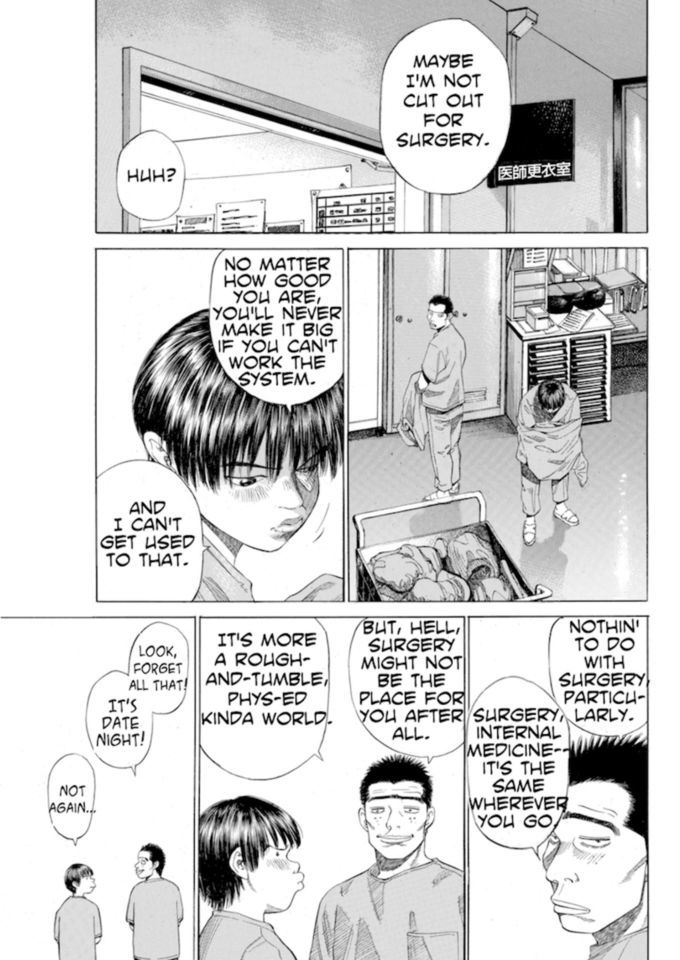 MAYBE
I'M NOT
CUT OUT
FOR
SURGERY.
医師更衣室
HUH?
NO MATTER
HOW GOOD
YOU ARE,
YOU'LL NEVER
MAKE IT BIG
IF YOU CAN'T
WORK THE
SYSTEM.
AND
I CAN'T
GET USED
TO THAT.
NOTHIN'
TO DO
WITH
SURGERY,
PARTICU-
LARLY.
SURGERY,
INTERNAL
MEDICINE--
IT'S THE
SAME
WHEREVER
YOU GO.
BUT, HELL,
SURGERY
MIGHT NOT
BE THE
PLACE FOR
YOU AFTER
ALL.
IT'S MORE
A ROUGH-
AND-TUMBLE,
PHYS-ED
KINDA WORLD.
LOOK,
FORGET
ALL THAT!
IT'S
DATE
NIGHT!
NOT
AGAIN...